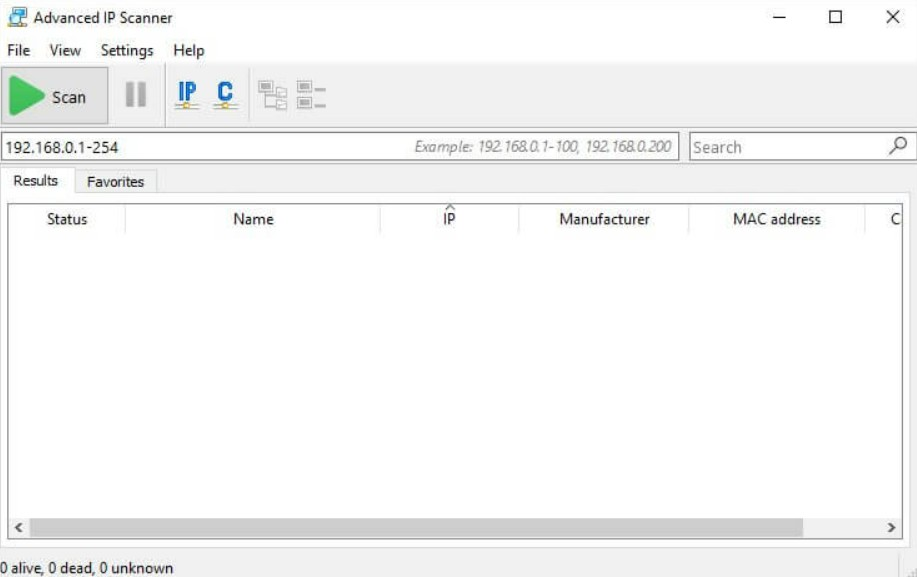 Advanced IP Scanner
File View Settings Help
Scan IP C
192.168.0.1-254 Example: 192.168.0.1-100, 192.168.0.200 Search
Results Favorites
Status Name IP Manufacturer MAC address C
0 alive, 0 dead, 0 unknown